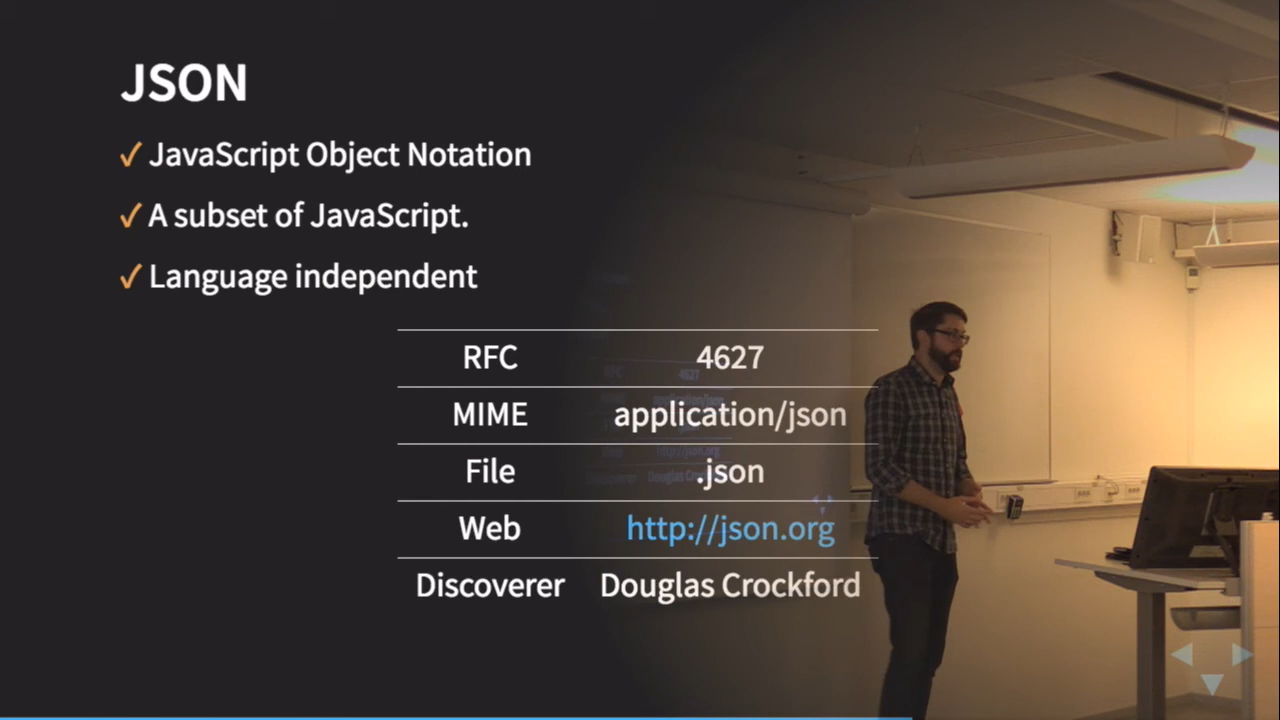 JSON
✓ JavaScript Object Notation
✓ A subset of JavaScript.
✓ Language independent
RFC 4627
MIME application/json
File .json
Web http://json.org
Discoverer Douglas Crockford